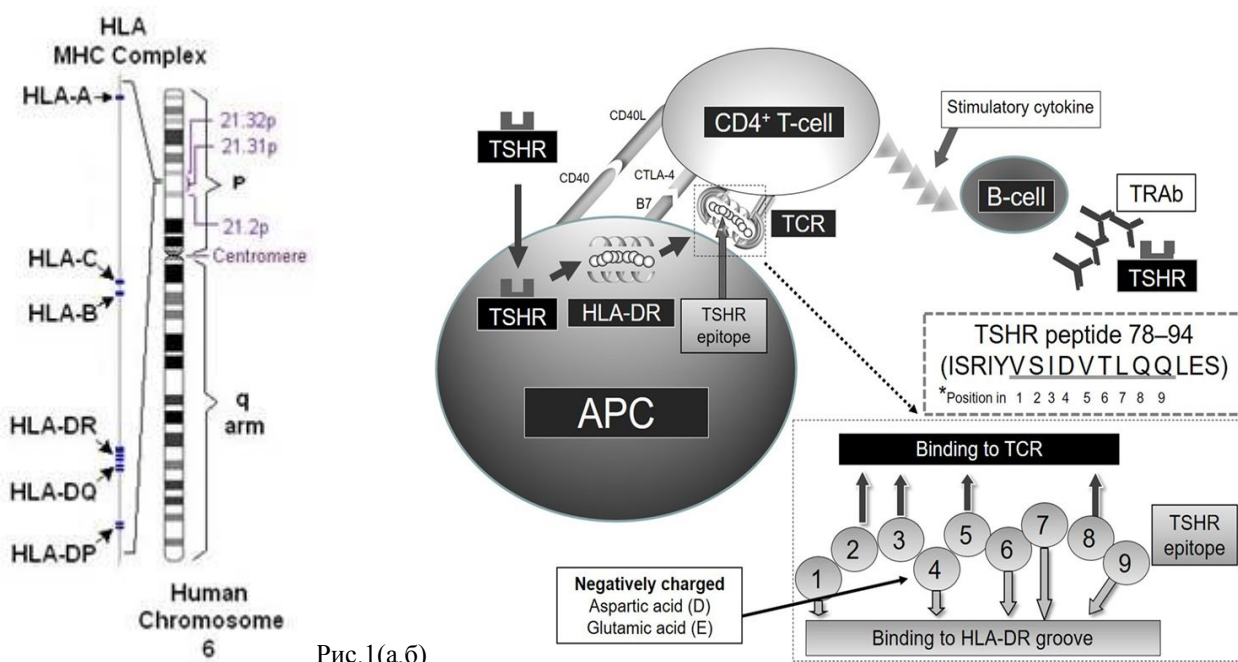 HLA
MHC Complex
HLA-A
21.32p
21.31p
P
21.2p
Centromere
HLA-C
HLA-B
q
arm
HLA-DR
HLA-DQ
HLA-DP
Human
Chromosome
6
Рис.1(а,б)
TSHR
CD40L
CD40
CTLA-4
B7
CD4+ T-cell
TCR
TSHR
HLA-DR
TSHR
epitope
APC
Stimulatory cytokine
B-cell
TRAb
TSHR
TSHR peptide 78–94
(ISRIYVSIDVTLQQLES)
*Position in 1 2 3 4 5 6 7 8 9
Binding to TCR
1
2
3
4
5
6
7
8
9
TSHR
epitope
Negatively charged
Aspartic acid (D)
Glutamic acid (E)
Binding to HLA-DR groove